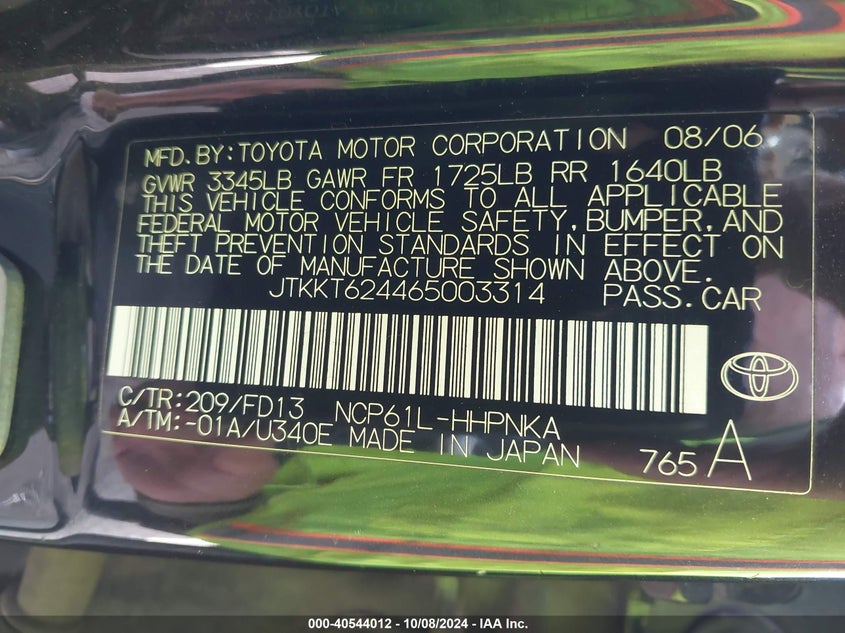 MFD.BY:TOYOTA MOTOR CORPORATION 08/06
GVWR 3345LB GAWR FR 1725LB RR 1640LB
THIS VEHICLE CONFORMS TO ALL APPLICABLE
FEDERAL MOTOR VEHICLE SAFETY,BUMPER,AND
THEFT PREVENTION STANDARDS IN EFFECT ON
THE DATE OF MANUFACTURE SHOWN ABOVE.
JTKKT624465003314 PASS.CAR
C/TR:209/FD13 NCP61L-HHPNKA
A/TM:-01A/U340E MADE IN JAPAN
765 A
000-40544012 - 10/08/2024 - IAA Inc.